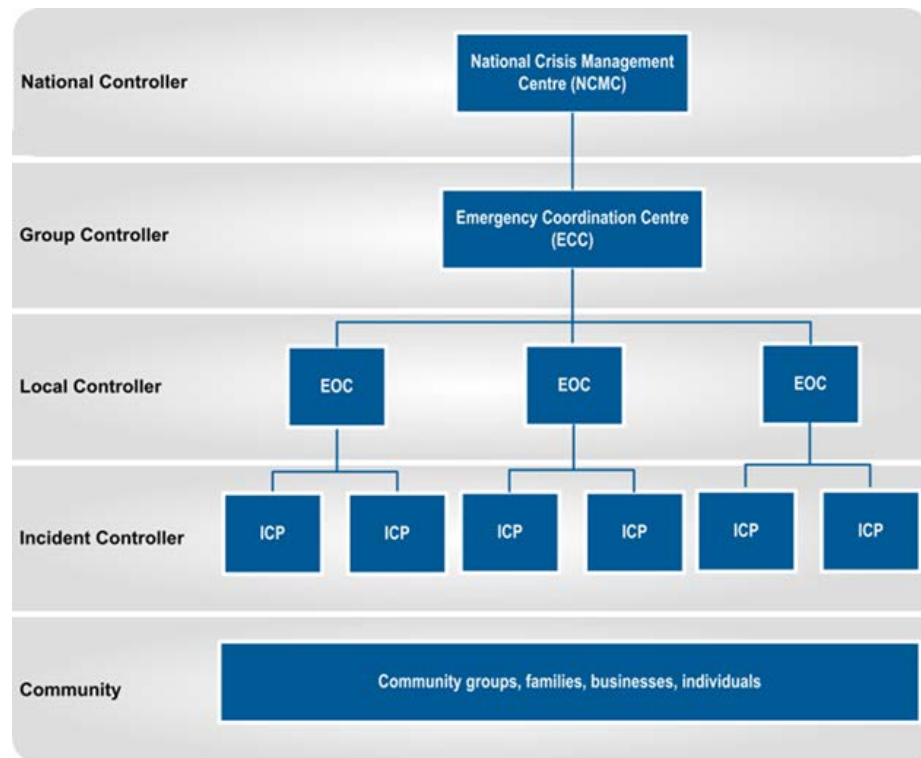 National Controller
National Crisis Management
Centre (NCMC)
Group Controller
Emergency Coordination Centre
(ECC)
Local Controller
EOC
EOC
EOC
Incident Controller
ICP
ICP
ICP
ICP
ICP
ICP
Community
Community groups, families, businesses, individuals